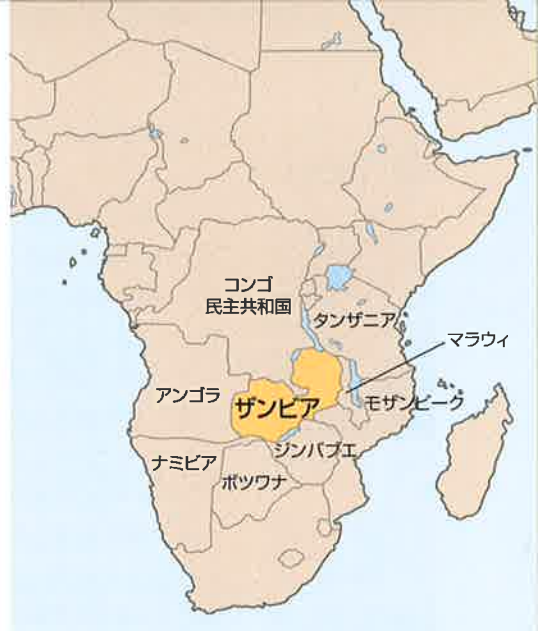 コンゴ
民主共和国
タンザニア
マラウィ
アンゴラ
ザンビア
モザンビーク
ジンバブエ
ナミビア
ボツワナ